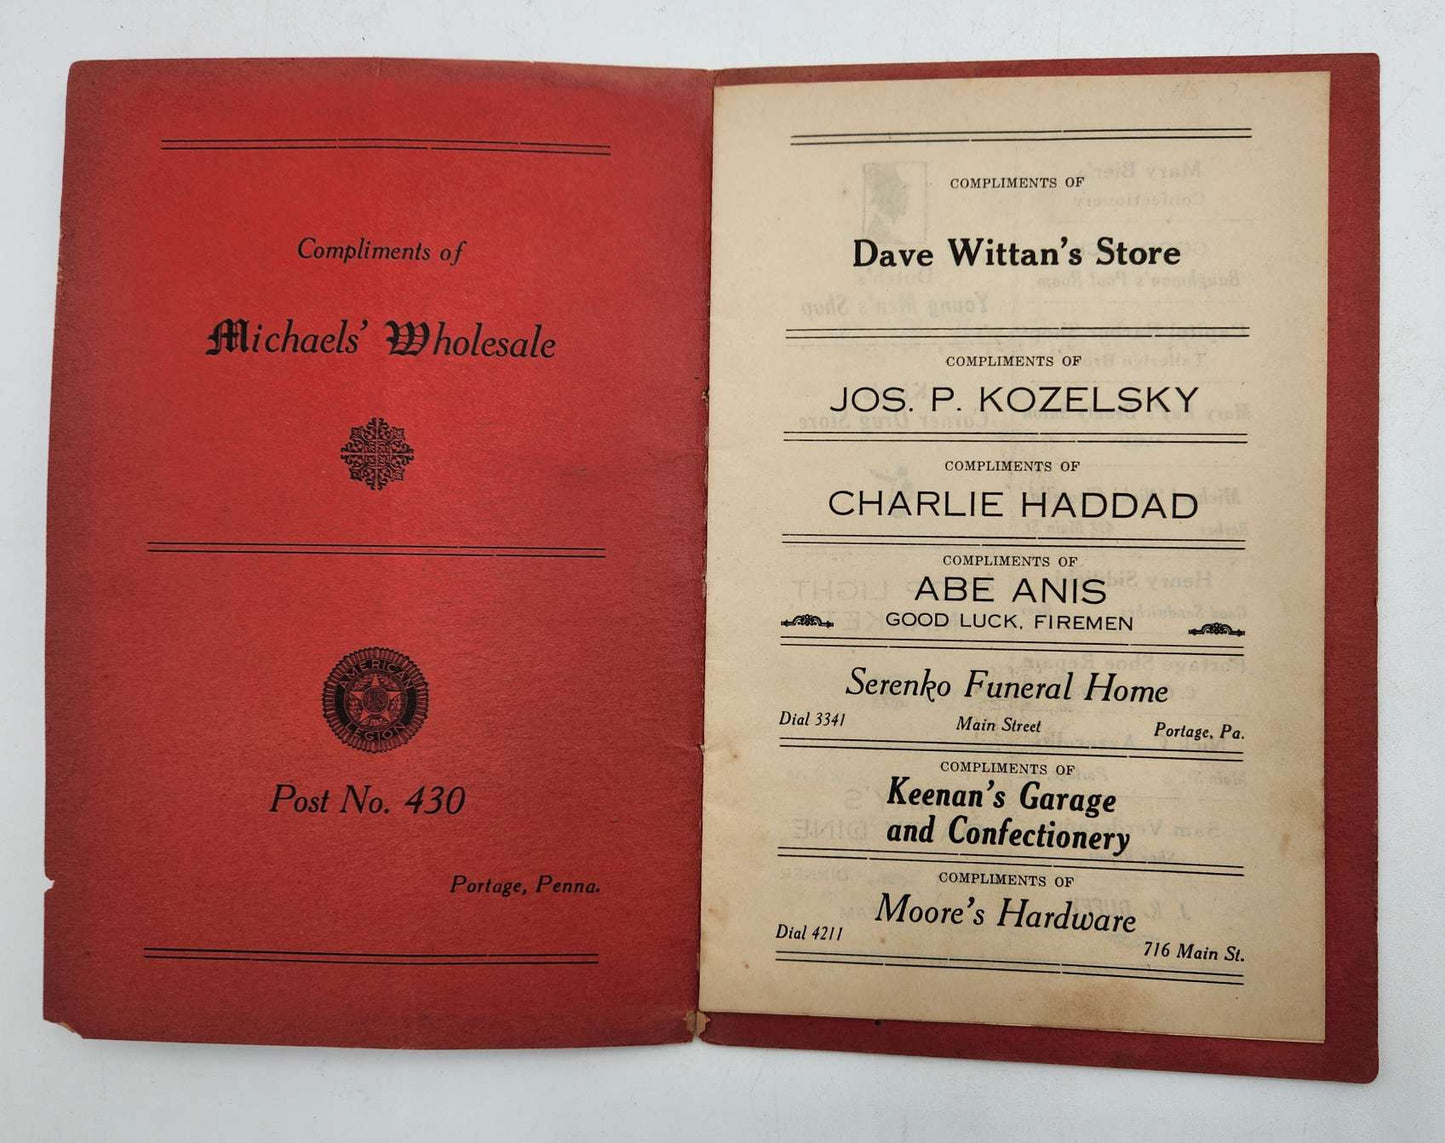 Compliments of
Michaels' Wholesale
AMERICAN
LEGION
Post No. 430
Portage, Penna.
COMPLIMENTS OF
Dave Wittan's Store
COMPLIMENTS OF
JOS. P. KOZELSKY
COMPLIMENTS OF
CHARLIE HADDAD
COMPLIMENTS OF
ABE ANIS
GOOD LUCK, FIREMEN
Serenko Funeral Home
Dial 3341 Main Street Portage, Pa.
COMPLIMENTS OF
Keenan's Garage
and Confectionery
COMPLIMENTS OF
Moore's Hardware
Dial 4211 716 Main St.